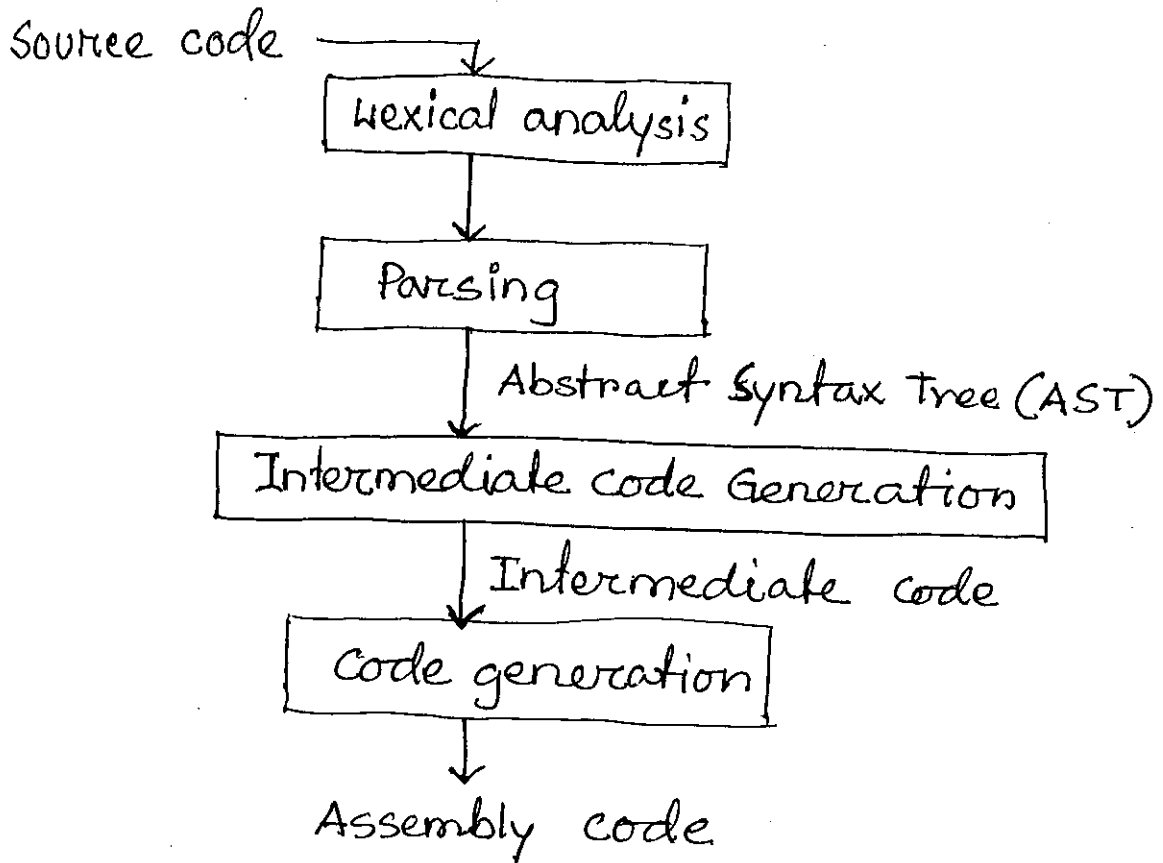 Source code
Lexical analysis
Parsing
Abstract Syntax Tree (AST)
Intermediate code Generation
Intermediate code
Code generation
Assembly code